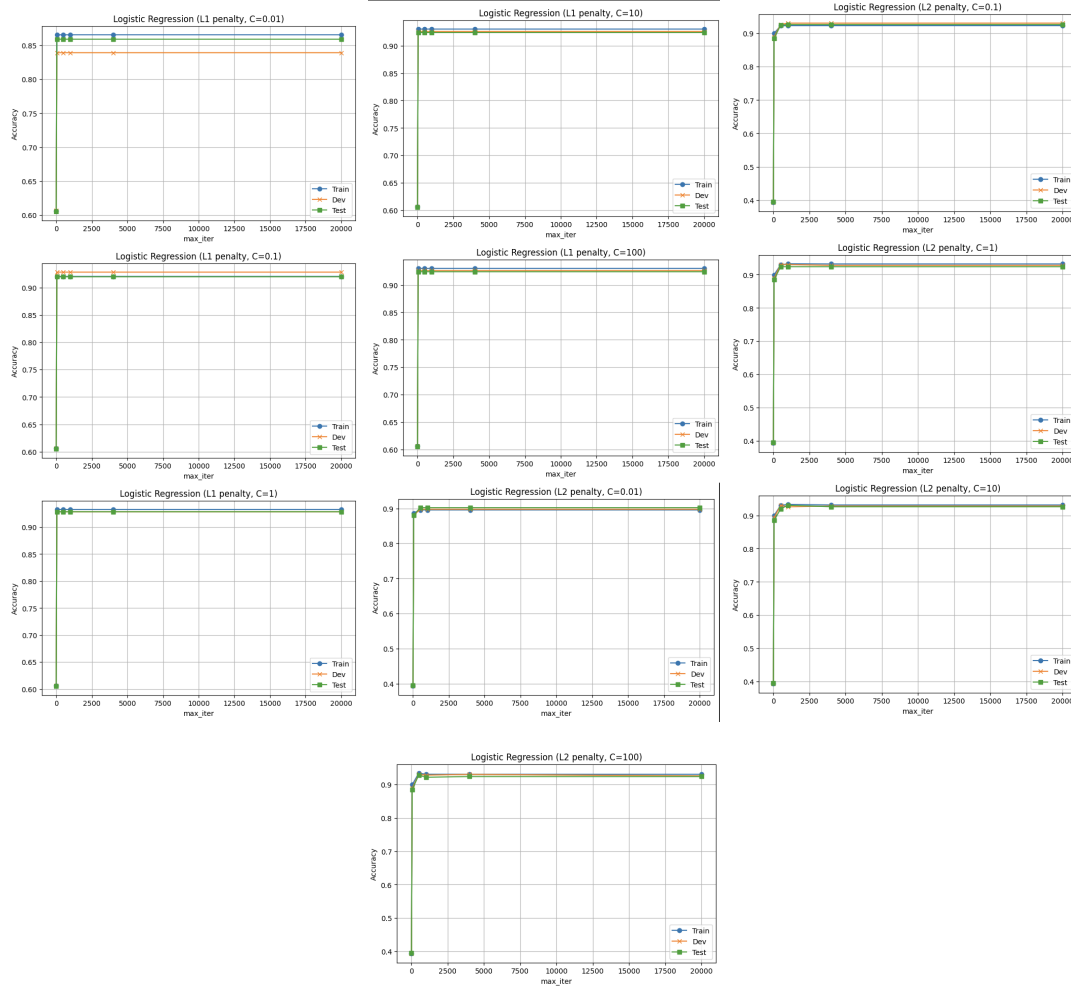 Logistic Regression (L1 penalty, C=0.01)
Accuracy
0.85
0.80
0.75
0.70
0.65
0.60
Train
Dev
Test
0 2500 5000 7500 10000 12500 15000 17500 20000
max_iter
Logistic Regression (L1 penalty, C=10)
Accuracy
0.90
0.85
0.80
0.75
0.70
0.65
0.60
Train
Dev
Test
0 2500 5000 7500 10000 12500 15000 17500 20000
max_iter
Logistic Regression (L2 penalty, C=0.1)
Accuracy
0.9
0.8
0.7
0.6
0.5
0.4
Train
Dev
Test
0 2500 5000 7500 10000 12500 15000 17500 20000
max_iter
Logistic Regression (L1 penalty, C=0.1)
Accuracy
0.90
0.85
0.80
0.75
0.70
0.65
0.60
Train
Dev
Test
0 2500 5000 7500 10000 12500 15000 17500 20000
max_iter
Logistic Regression (L1 penalty, C=100)
Accuracy
0.90
0.85
0.80
0.75
0.70
0.65
0.60
Train
Dev
Test
0 2500 5000 7500 10000 12500 15000 17500 20000
max_iter
Logistic Regression (L2 penalty, C=1)
Accuracy
0.9
0.8
0.7
0.6
0.5
0.4
Train
Dev
Test
0 2500 5000 7500 10000 12500 15000 17500 20000
max_iter
Logistic Regression (L1 penalty, C=1)
Accuracy
0.90
0.85
0.80
0.75
0.70
0.65
0.60
Train
Dev
Test
0 2500 5000 7500 10000 12500 15000 17500 20000
max_iter
Logistic Regression (L2 penalty, C=0.01)
Accuracy
0.9
0.8
0.7
0.6
0.5
0.4
Train
Dev
Test
0 2500 5000 7500 10000 12500 15000 17500 20000
max_iter
Logistic Regression (L2 penalty, C=10)
Accuracy
0.9
0.8
0.7
0.6
0.5
0.4
Train
Dev
Test
0 2500 5000 7500 10000 12500 15000 17500 20000
max_iter
Logistic Regression (L2 penalty, C=100)
Accuracy
0.9
0.8
0.7
0.6
0.5
0.4
Train
Dev
Test
0 2500 5000 7500 10000 12500 15000 17500 20000
max_iter